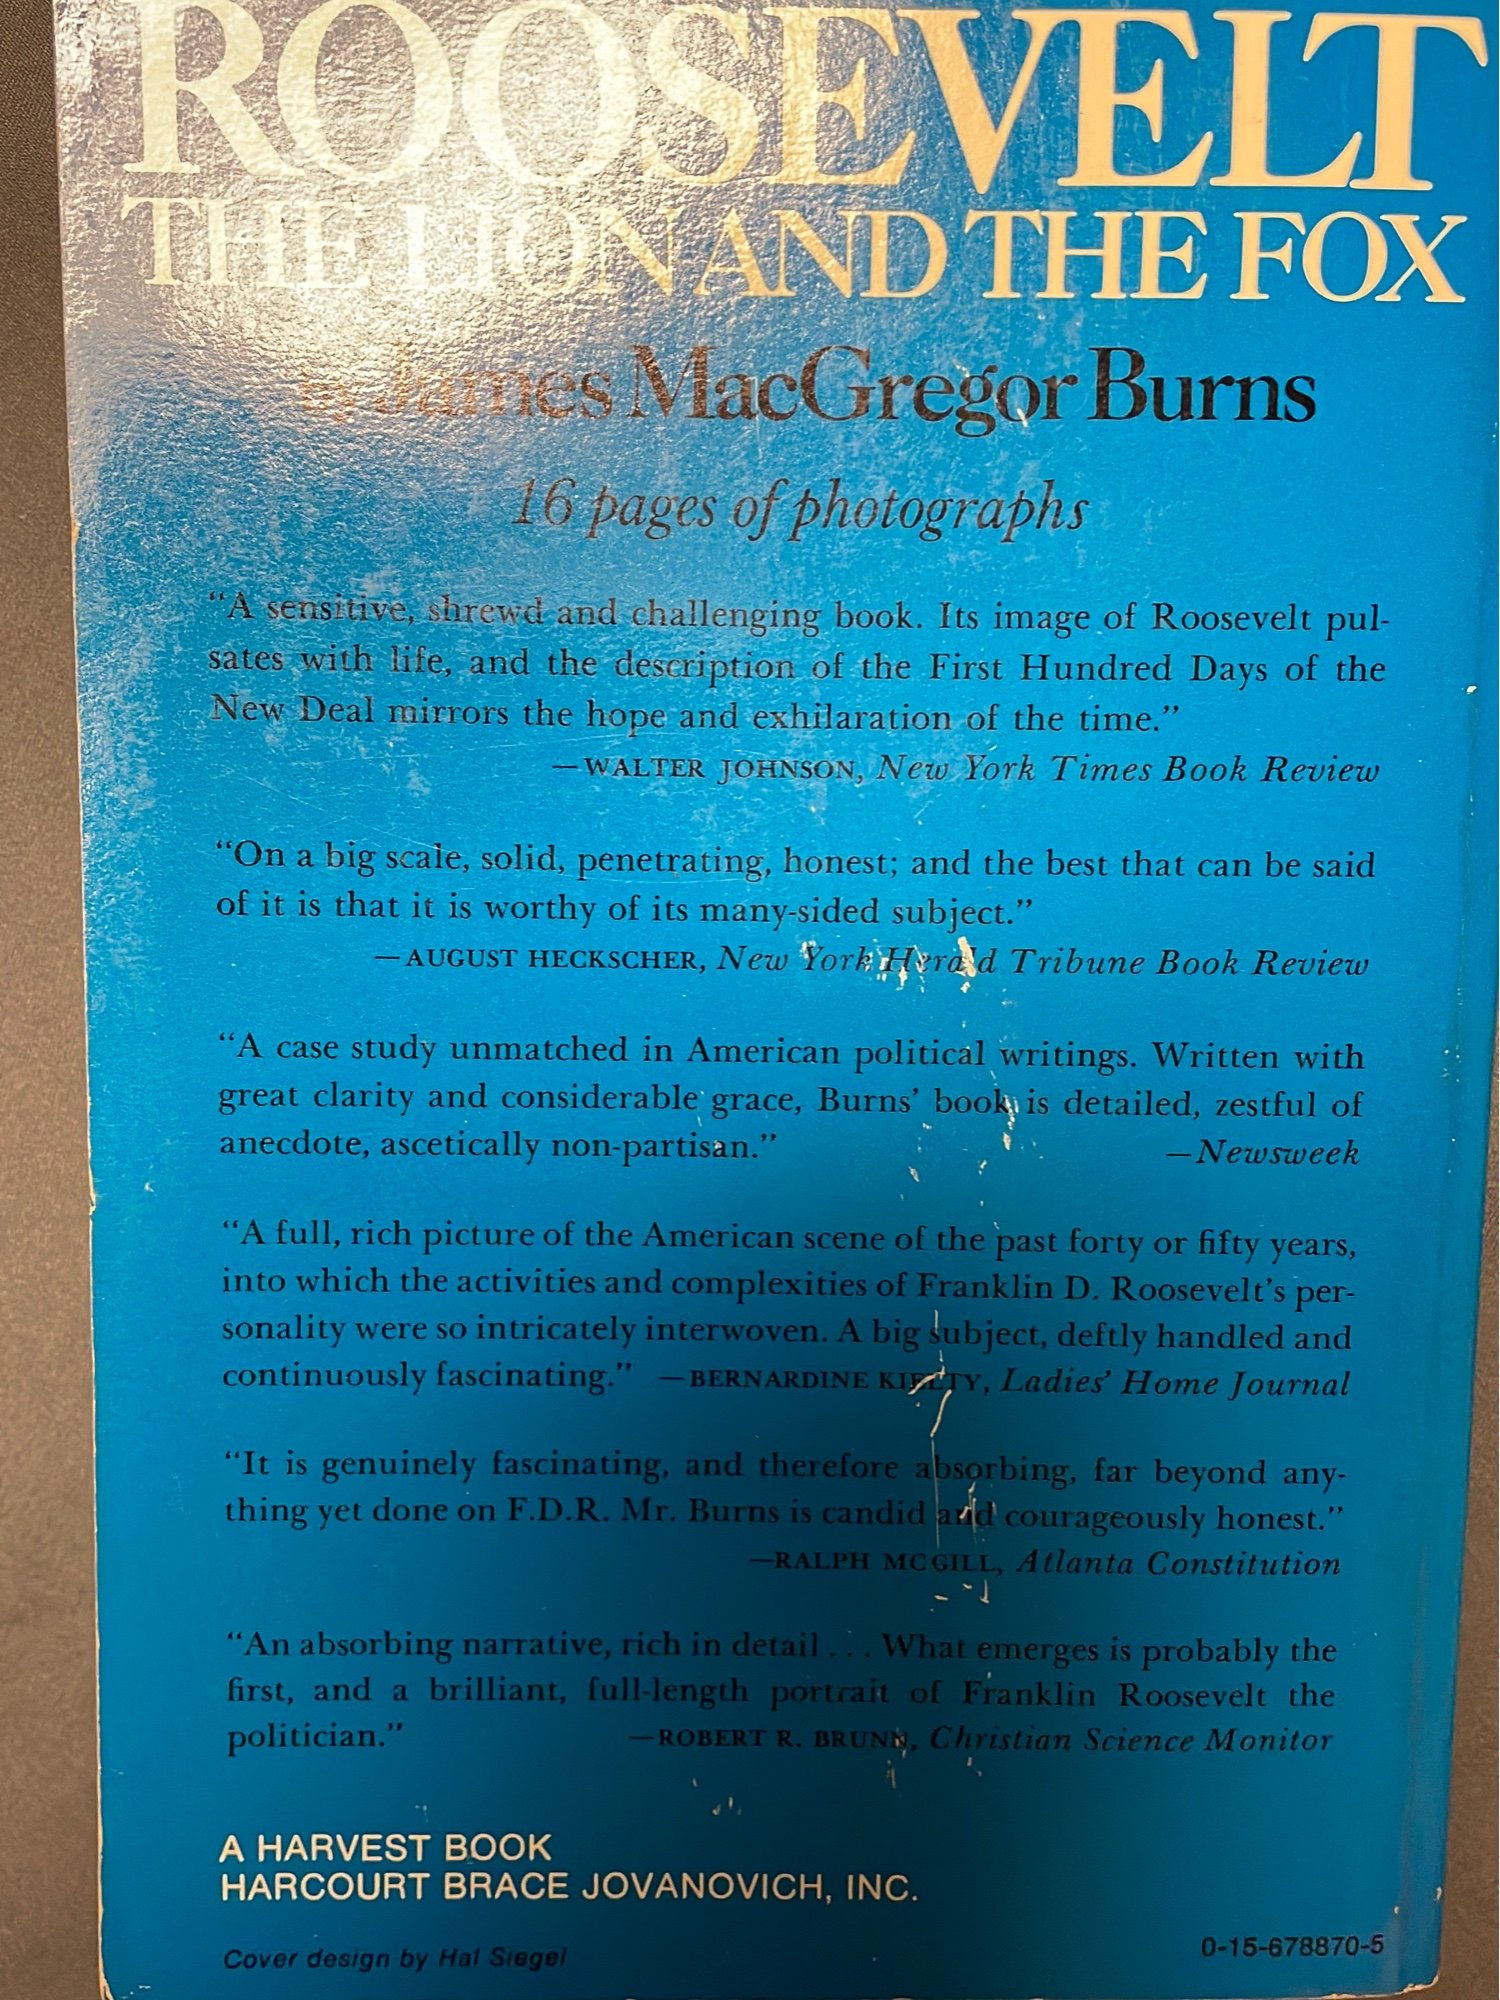 ROOSEVELT
THE LION AND THE FOX
by James MacGregor Burns
16 pages of photographs
“A sensitive, shrewd and challenging book. Its image of Roosevelt pul-
sates with life, and the description of the First Hundred Days of the
New Deal mirrors the hope and exhilaration of the time.”
—WALTER JOHNSON, New York Times Book Review
“On a big scale, solid, penetrating, honest; and the best that can be said
of it is that it is worthy of its many-sided subject.”
—AUGUST HECKSCHER, New York Herald Tribune Book Review
“A case study unmatched in American political writings. Written with
great clarity and considerable grace, Burns’ book is detailed, zestful of
anecdote, ascetically non-partisan.” —Newsweek
“A full, rich picture of the American scene of the past forty or fifty years,
into which the activities and complexities of Franklin D. Roosevelt’s per-
sonality were so intricately interwoven. A big subject, deftly handled and
continuously fascinating.” —BERNARDINE KIELTY, Ladies’ Home Journal
“It is genuinely fascinating, and therefore absorbing, far beyond any-
thing yet done on F.D.R. Mr. Burns is candid and courageously honest.”
—RALPH MCGILL, Atlanta Constitution
“An absorbing narrative, rich in detail . . . What emerges is probably the
first, and a brilliant, full-length portrait of Franklin Roosevelt the
politician.” —ROBERT R. BRUNN, Christian Science Monitor
A HARVEST BOOK
HARCOURT BRACE JOVANOVICH, INC.
Cover design by Hal Siegel
0-15-678870-5